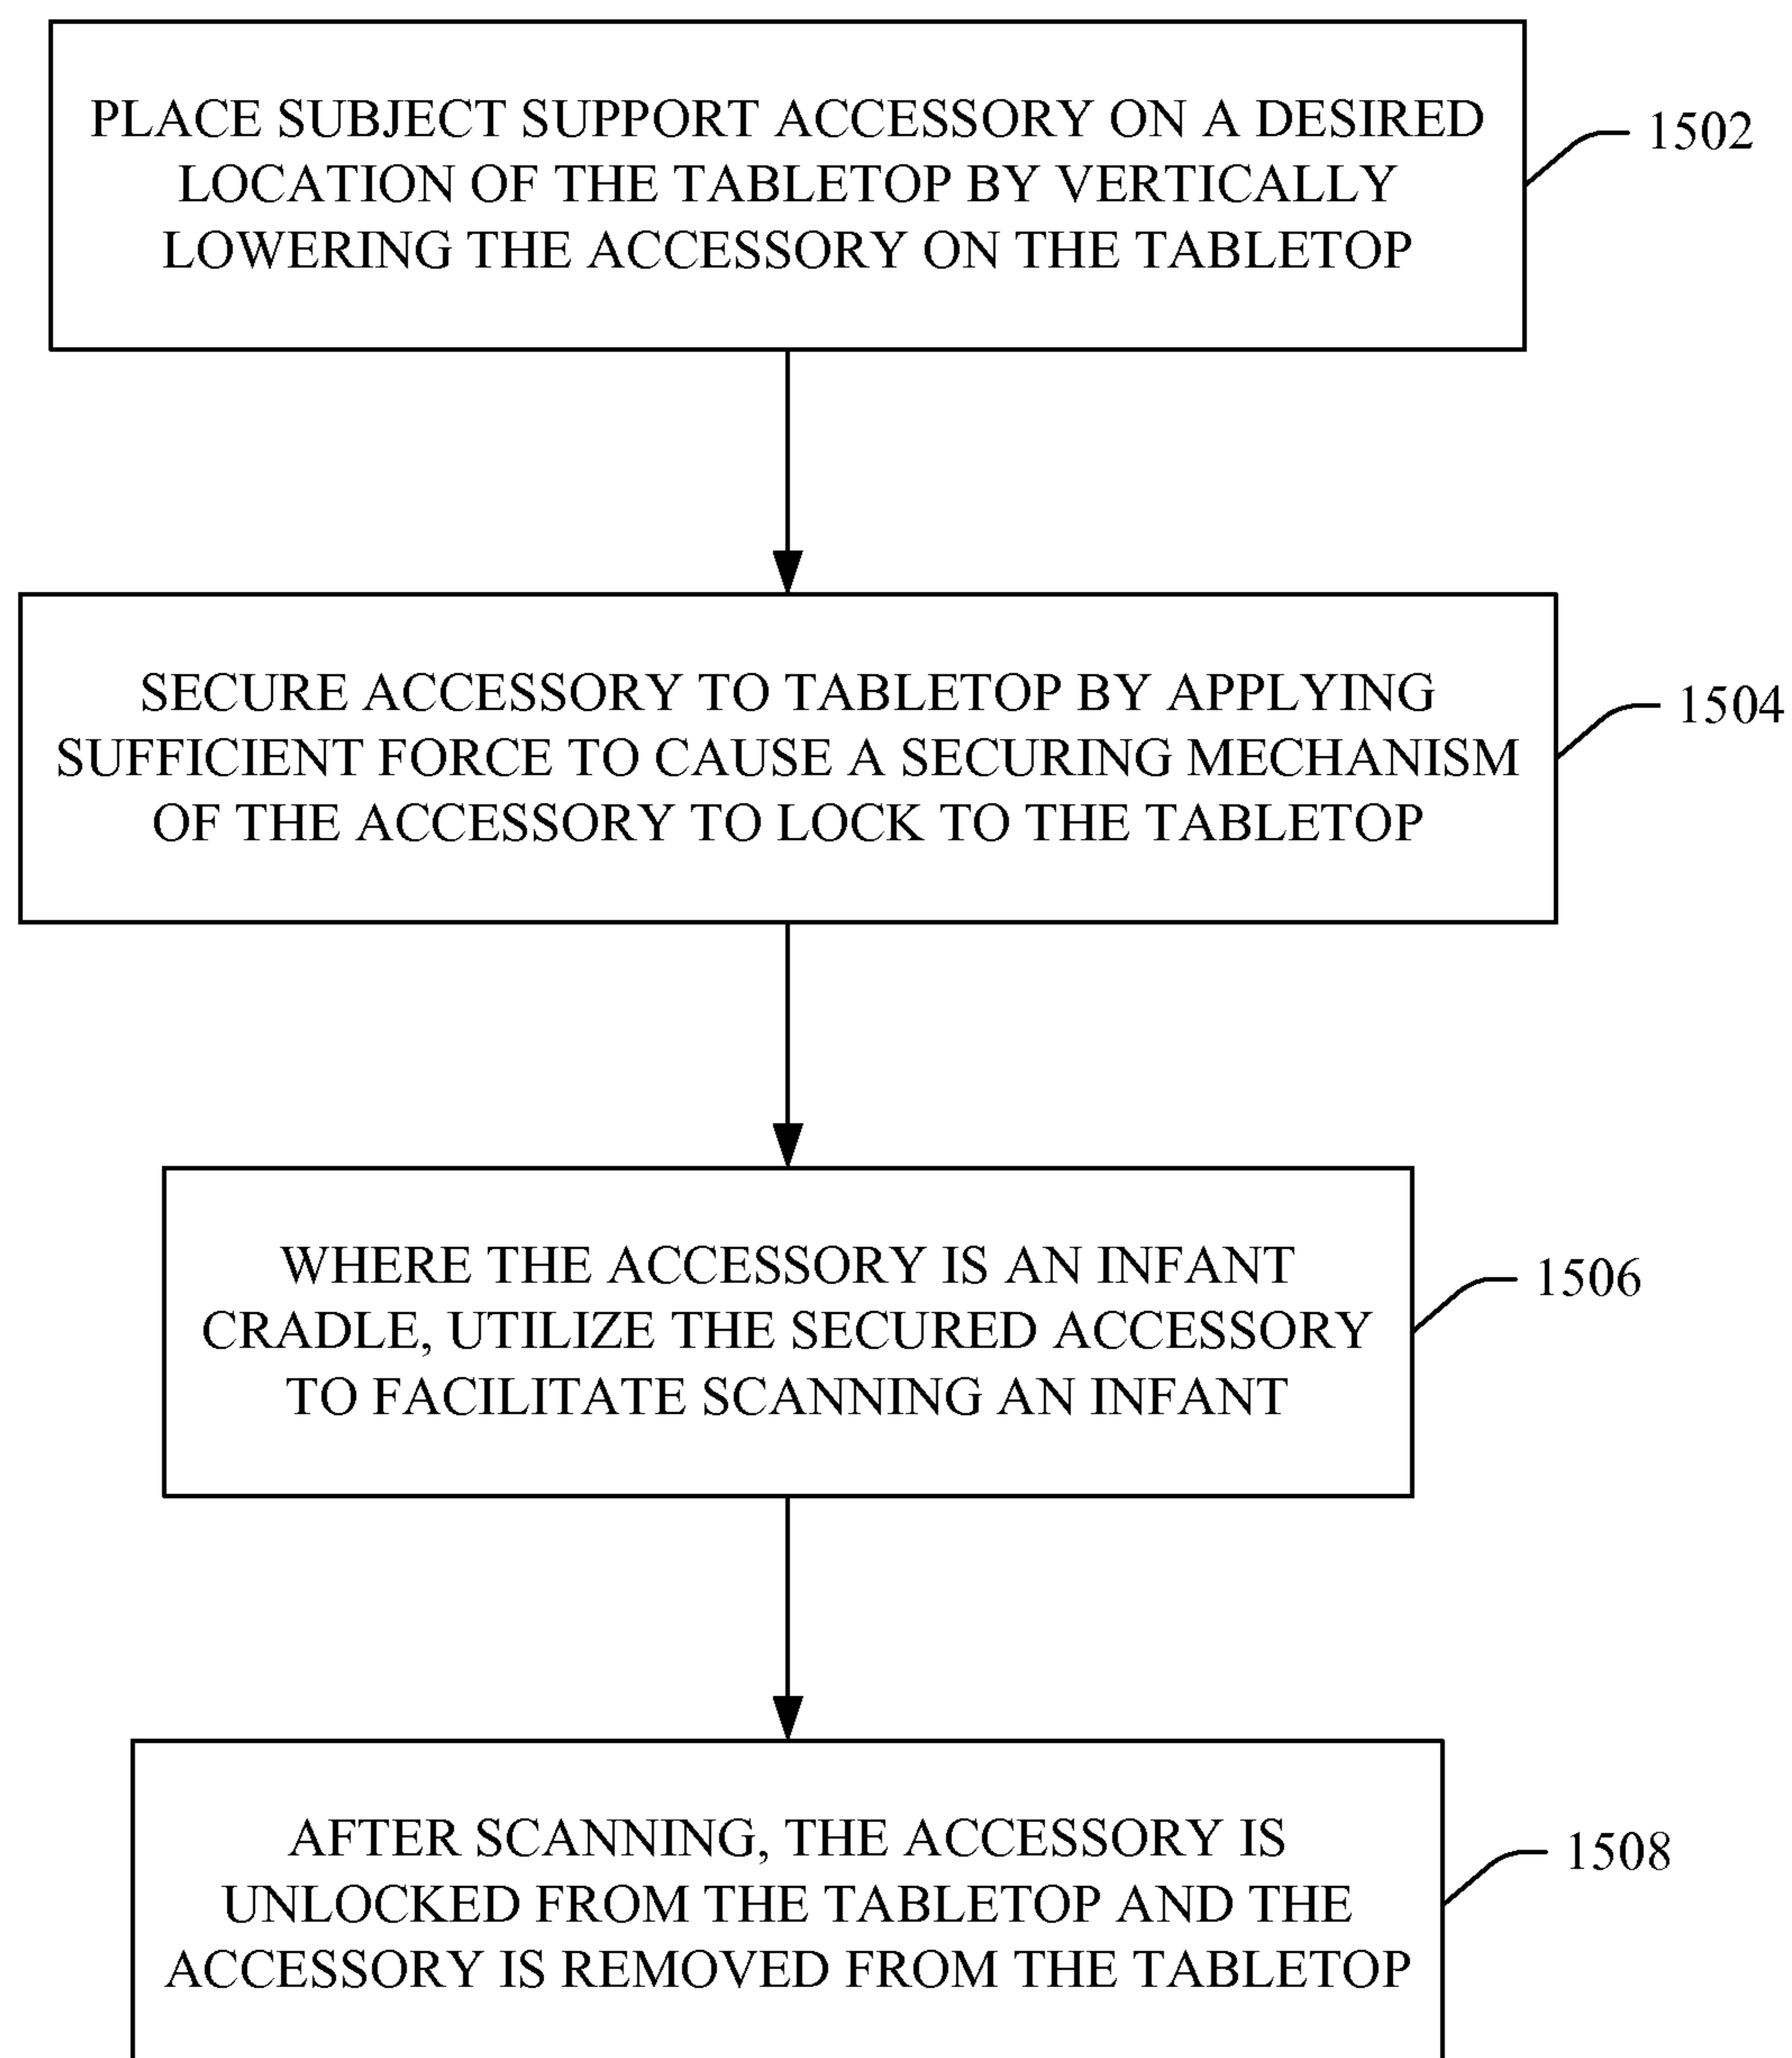 PLACE SUBJECT SUPPORT ACCESSORY ON A DESIRED
LOCATION OF THE TABLETOP BY VERTICALLY
LOWERING THE ACCESSORY ON THE TABLETOP
1502
SECURE ACCESSORY TO TABLETOP BY APPLYING
SUFFICIENT FORCE TO CAUSE A SECURING MECHANISM
OF THE ACCESSORY TO LOCK TO THE TABLETOP
1504
WHERE THE ACCESSORY IS AN INFANT
CRADLE, UTILIZE THE SECURED ACCESSORY
TO FACILITATE SCANNING AN INFANT
1506
AFTER SCANNING, THE ACCESSORY IS
UNLOCKED FROM THE TABLETOP AND THE
ACCESSORY IS REMOVED FROM THE TABLETOP
1508